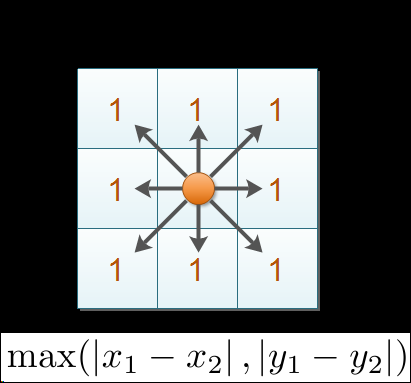 1 1 1
1 1
1 1 1
max(|x₁ − x₂| , |y₁ − y₂|)